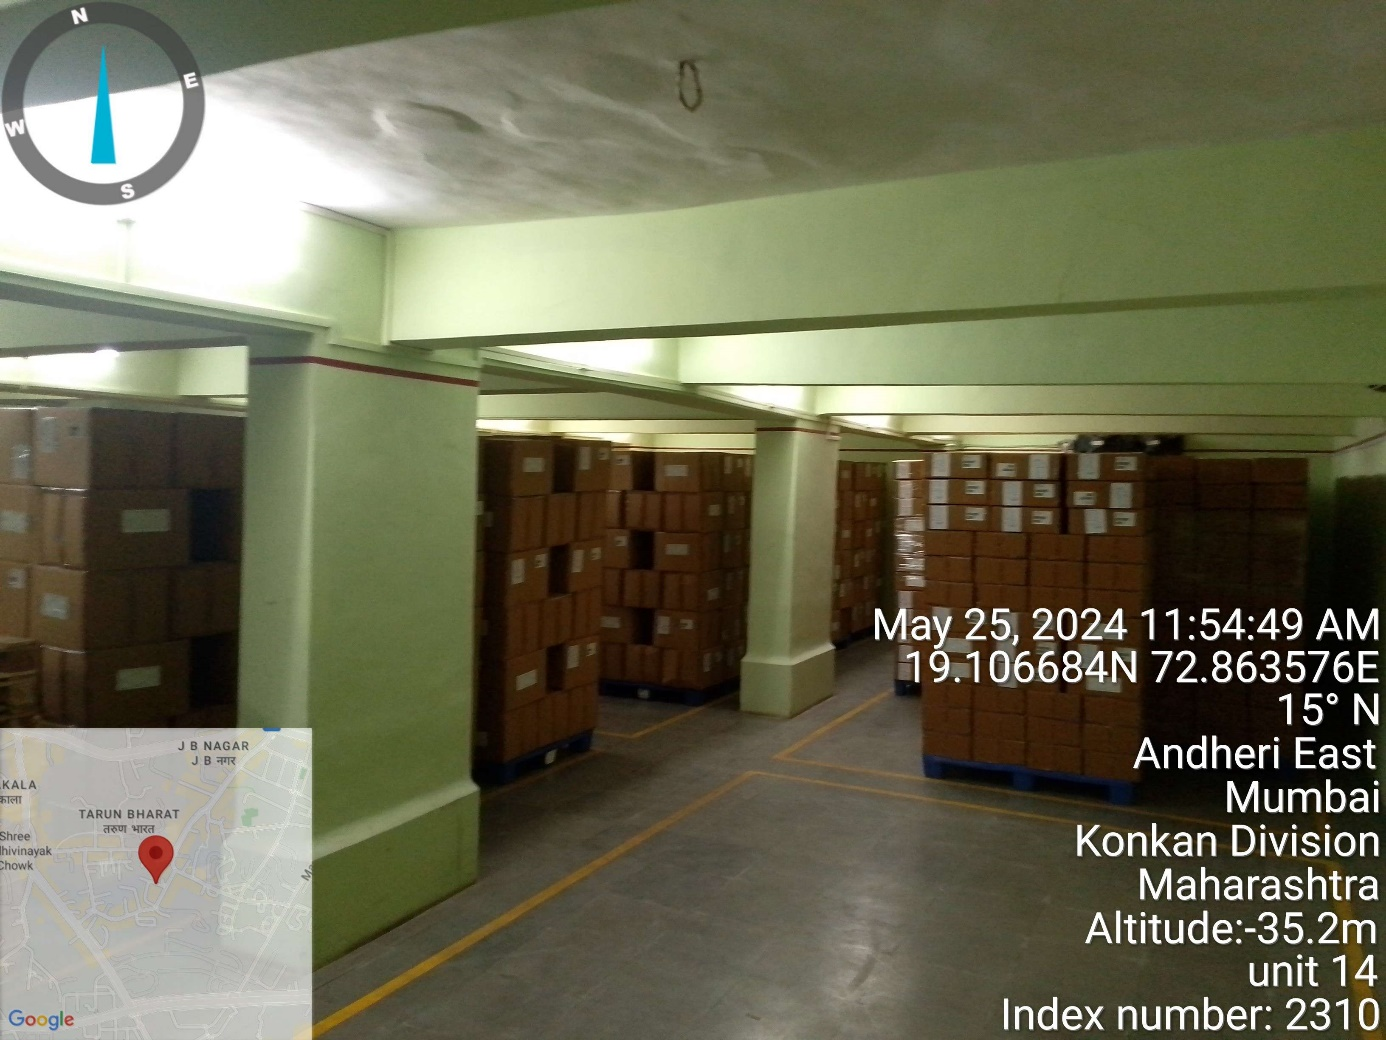 N
E
W
S
May 25, 2024 11:54:49 AM
19.106684N 72.863576E
15° N
Andheri East
Mumbai
Konkan Division
Maharashtra
Altitude:-35.2m
unit 14
Index number: 2310
J B NAGAR
J B नगर
KALA
काला
TARUN BHARAT
तरुण भारत
Shree
dhivinayak
Chowk
Google